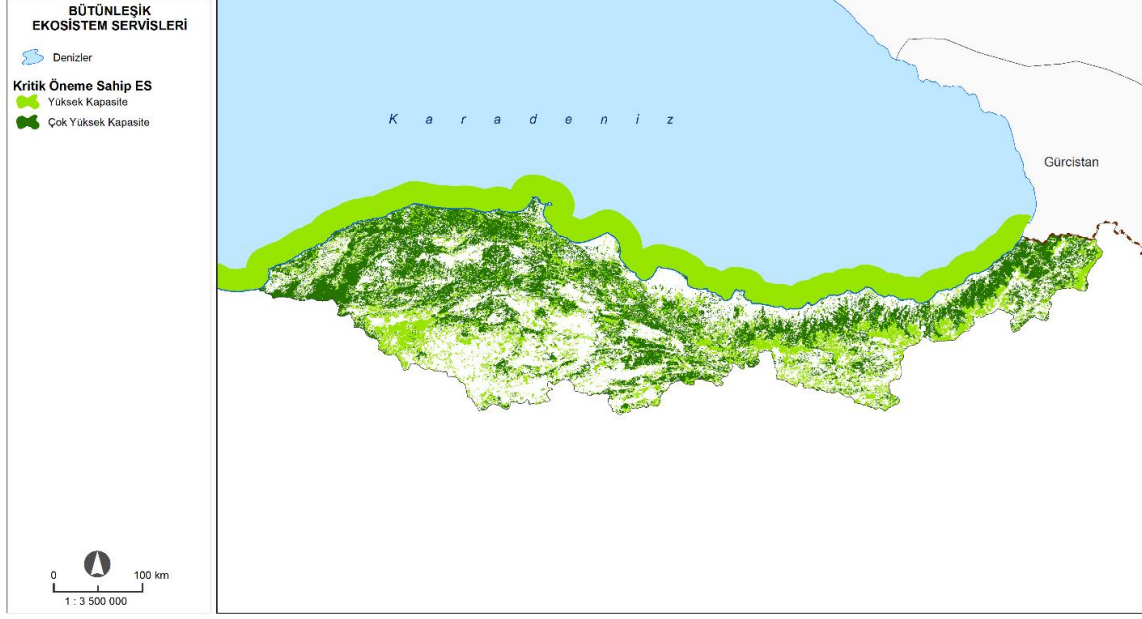 BÜTÜNLEŞİK
EKOSİSTEM SERVİSLERİ
Denizler
Kritik Öneme Sahip ES
Yüksek Kapasite
Çok Yüksek Kapasite
Karadeniz
Gürcistan
0 100 km
1 : 3 500 000